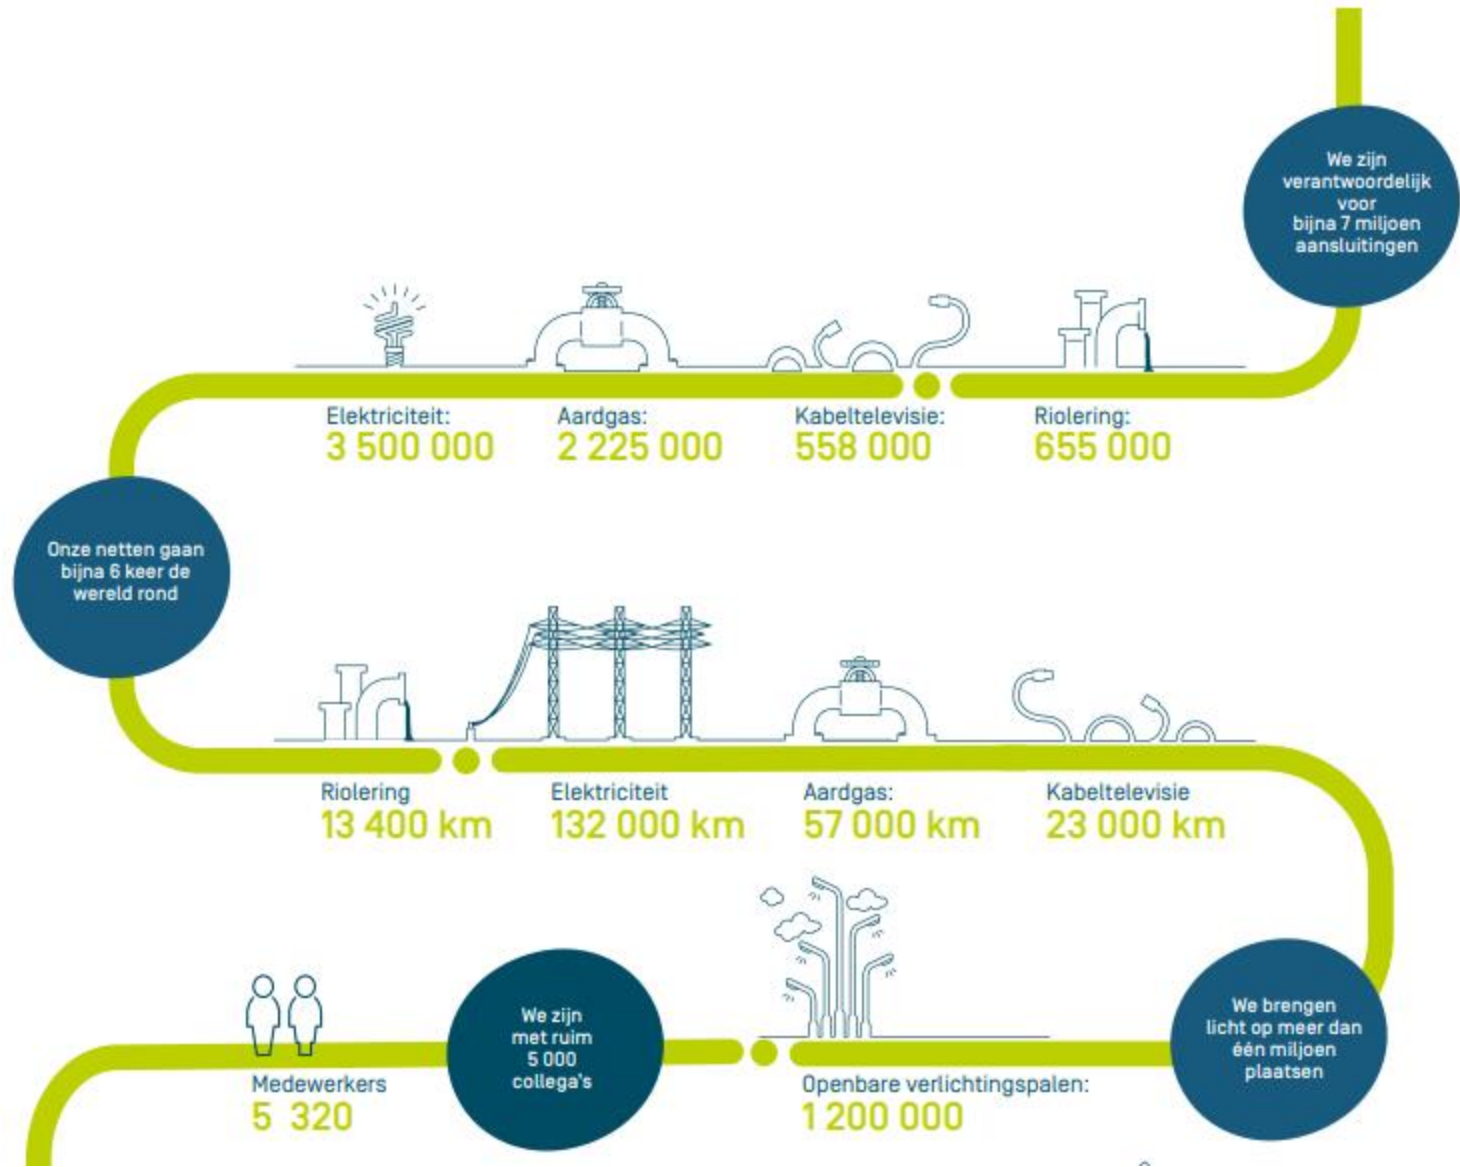 We zijn
verantwoordelijk
voor
bijna 7 miljoen
aansluitingen
Elektriciteit:
3 500 000
Aardgas:
2 225 000
Kabeltelevisie:
558 000
Riolering:
655 000
Onze netten gaan
bijna 6 keer de
wereld rond
Riolering
13 400 km
Elektriciteit
132 000 km
Aardgas:
57 000 km
Kabeltelevisie
23 000 km
We brengen
licht op meer dan
één miljoen
plaatsen
Openbare verlichtingspalen:
1 200 000
We zijn
met ruim
5 000
collega's
Medewerkers
5 320